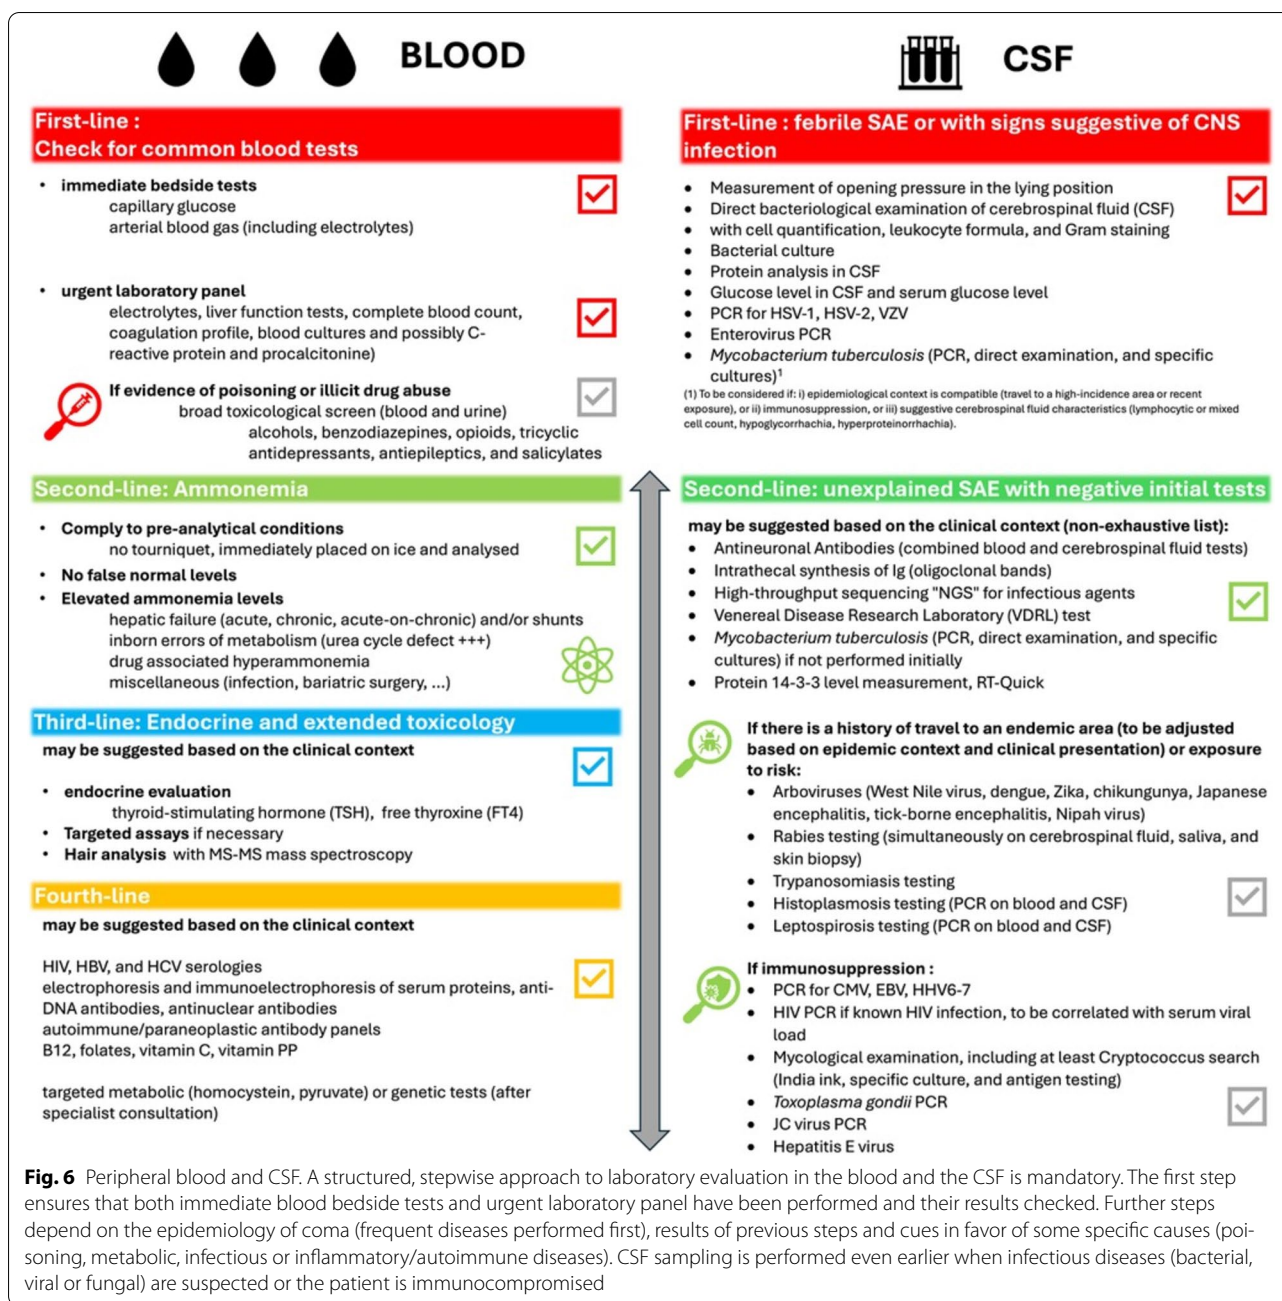 BLOOD
First-line :
Check for common blood tests
• immediate bedside tests
capillary glucose
arterial blood gas (including electrolytes)
• urgent laboratory panel
electrolytes, liver function tests, complete blood count,
coagulation profile, blood cultures and possibly C-
reactive protein and procalcitonine)
If evidence of poisoning or illicit drug abuse
broad toxicological screen (blood and urine)
alcohols, benzodiazepines, opioids, tricyclic
antidepressants, antiepileptics, and salicylates
Second-line: Ammonemia
• Comply to pre-analytical conditions
no tourniquet, immediately placed on ice and analysed
• No false normal levels
• Elevated ammonemia levels
hepatic failure (acute, chronic, acute-on-chronic) and/or shunts
inborn errors of metabolism (urea cycle defect +++)
drug associated hyperammonemia
miscellaneous (infection, bariatric surgery, ...)
Third-line: Endocrine and extended toxicology
may be suggested based on the clinical context
• endocrine evaluation
thyroid-stimulating hormone (TSH), free thyroxine (FT4)
• Targeted assays if necessary
• Hair analysis with MS-MS mass spectroscopy
Fourth-line
may be suggested based on the clinical context
HIV, HBV, and HCV serologies
electrophoresis and immunoelectrophoresis of serum proteins, anti-
DNA antibodies, antinuclear antibodies
autoimmune/paraneoplastic antibody panels
B12, folates, vitamin C, vitamin PP
targeted metabolic (homocystein, pyruvate) or genetic tests (after
specialist consultation)
CSF
First-line : febrile SAE or with signs suggestive of CNS
infection
• Measurement of opening pressure in the lying position
• Direct bacteriological examination of cerebrospinal fluid (CSF)
• with cell quantification, leukocyte formula, and Gram staining
• Bacterial culture
• Protein analysis in CSF
• Glucose level in CSF and serum glucose level
• PCR for HSV-1, HSV-2, VZV
• Enterovirus PCR
• Mycobacterium tuberculosis (PCR, direct examination, and specific
cultures)¹
(1) To be considered if: i) epidemiological context is compatible (travel to a high-incidence area or recent
exposure), or ii) immunosuppression, or iii) suggestive cerebrospinal fluid characteristics (lymphocytic or mixed
cell count, hypoglycorrhachia, hyperproteinorrhachia).
Second-line: unexplained SAE with negative initial tests
may be suggested based on the clinical context (non-exhaustive list):
• Antineuronal Antibodies (combined blood and cerebrospinal fluid tests)
• Intrathecal synthesis of Ig (oligoclonal bands)
• High-throughput sequencing "NGS" for infectious agents
• Venereal Disease Research Laboratory (VDRL) test
• Mycobacterium tuberculosis (PCR, direct examination, and specific
cultures) if not performed initially
• Protein 14-3-3 level measurement, RT-Quick
If there is a history of travel to an endemic area (to be adjusted
based on epidemic context and clinical presentation) or exposure
to risk:
• Arboviruses (West Nile virus, dengue, Zika, chikungunya, Japanese
encephalitis, tick-borne encephalitis, Nipah virus)
• Rabies testing (simultaneously on cerebrospinal fluid, saliva, and
skin biopsy)
• Trypanosomiasis testing
• Histoplasmosis testing (PCR on blood and CSF)
• Leptospirosis testing (PCR on blood and CSF)
If immunosuppression :
• PCR for CMV, EBV, HHV6-7
• HIV PCR if known HIV infection, to be correlated with serum viral
load
• Mycological examination, including at least Cryptococcus search
(India ink, specific culture, and antigen testing)
• Toxoplasma gondii PCR
• JC virus PCR
• Hepatitis E virus
Fig. 6 Peripheral blood and CSF. A structured, stepwise approach to laboratory evaluation in the blood and the CSF is mandatory. The first step
ensures that both immediate blood bedside tests and urgent laboratory panel have been performed and their results checked. Further steps
depend on the epidemiology of coma (frequent diseases performed first), results of previous steps and cues in favor of some specific causes (poi-
soning, metabolic, infectious or inflammatory/autoimmune diseases). CSF sampling is performed even earlier when infectious diseases (bacterial,
viral or fungal) are suspected or the patient is immunocompromised